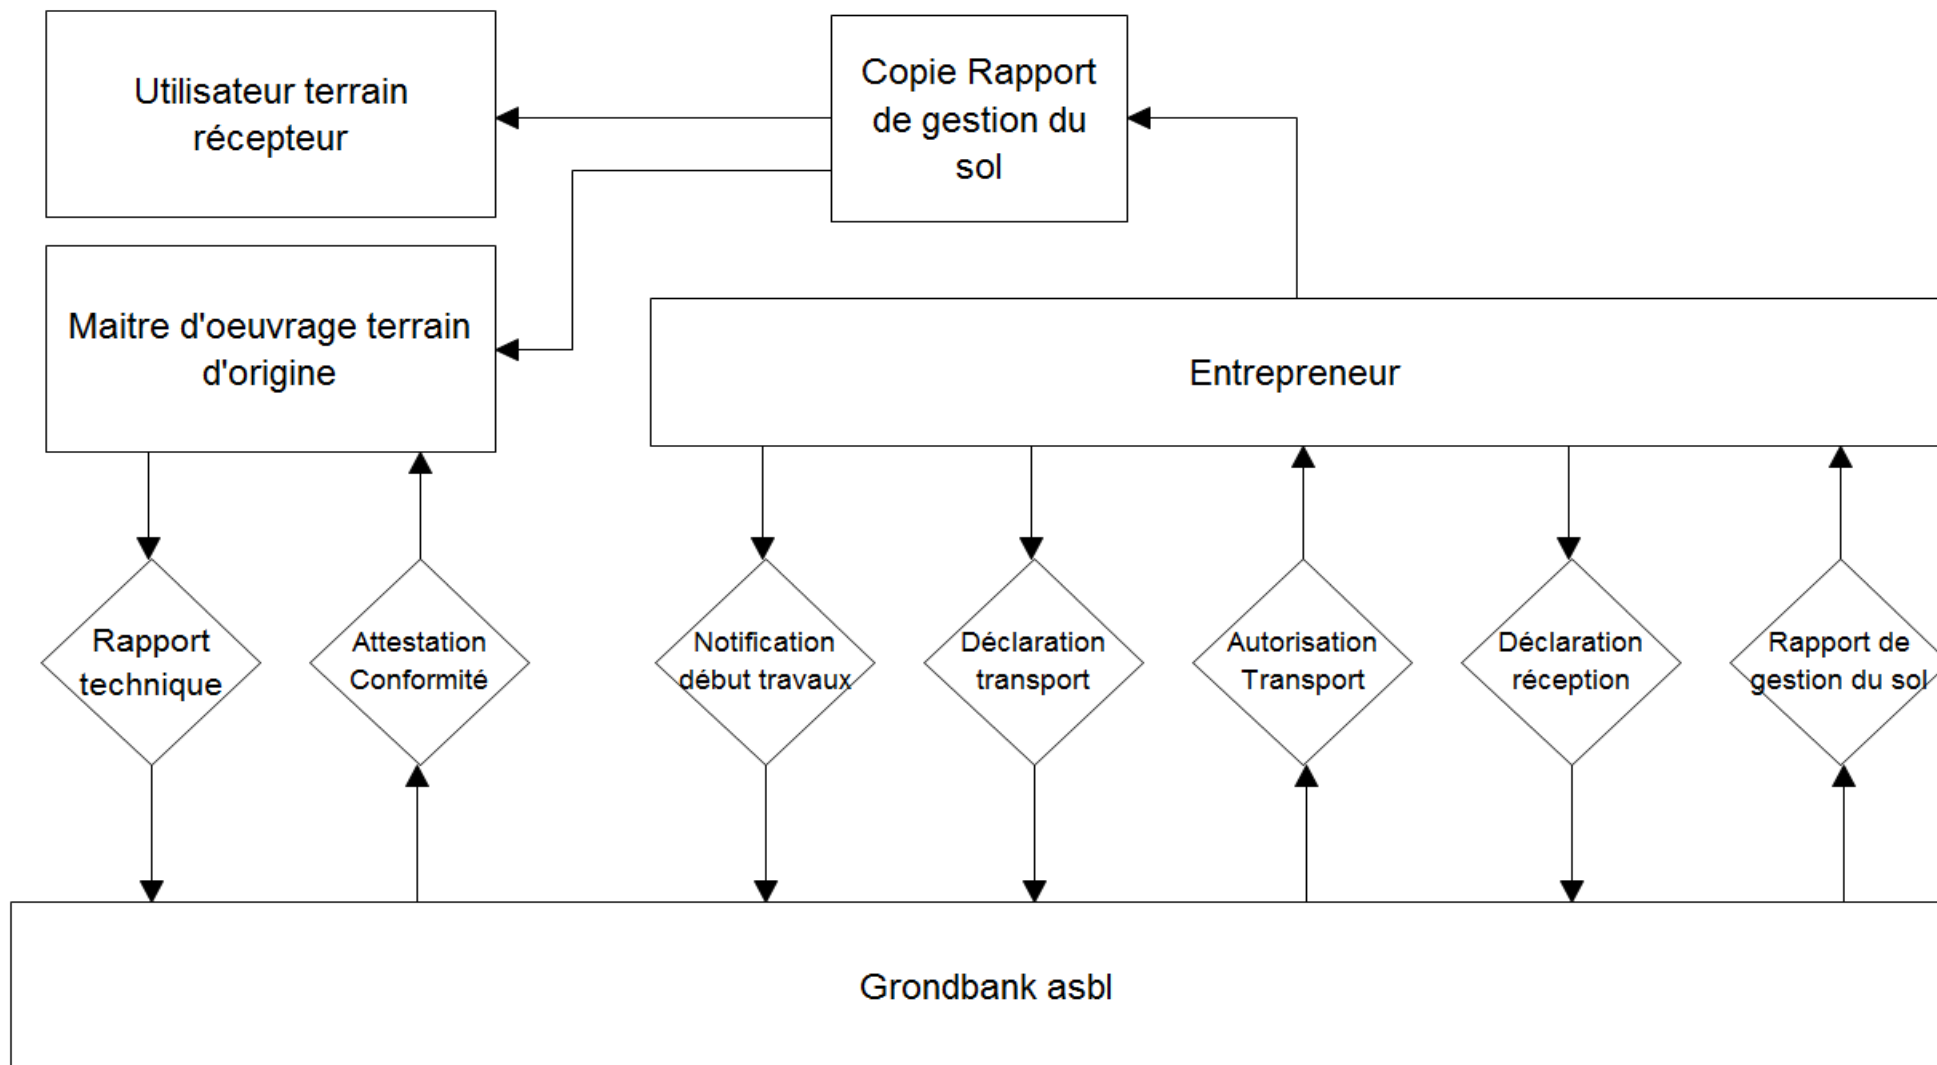 Utilisateur terrain
récepteur
Copie Rapport
de gestion du
sol
Maitre d'oeuvrage terrain
d'origine
Entrepreneur
Rapport
technique
Attestation
Conformité
Notification
début travaux
Déclaration
transport
Autorisation
Transport
Déclaration
réception
Rapport de
gestion du sol
Grondbank asbl